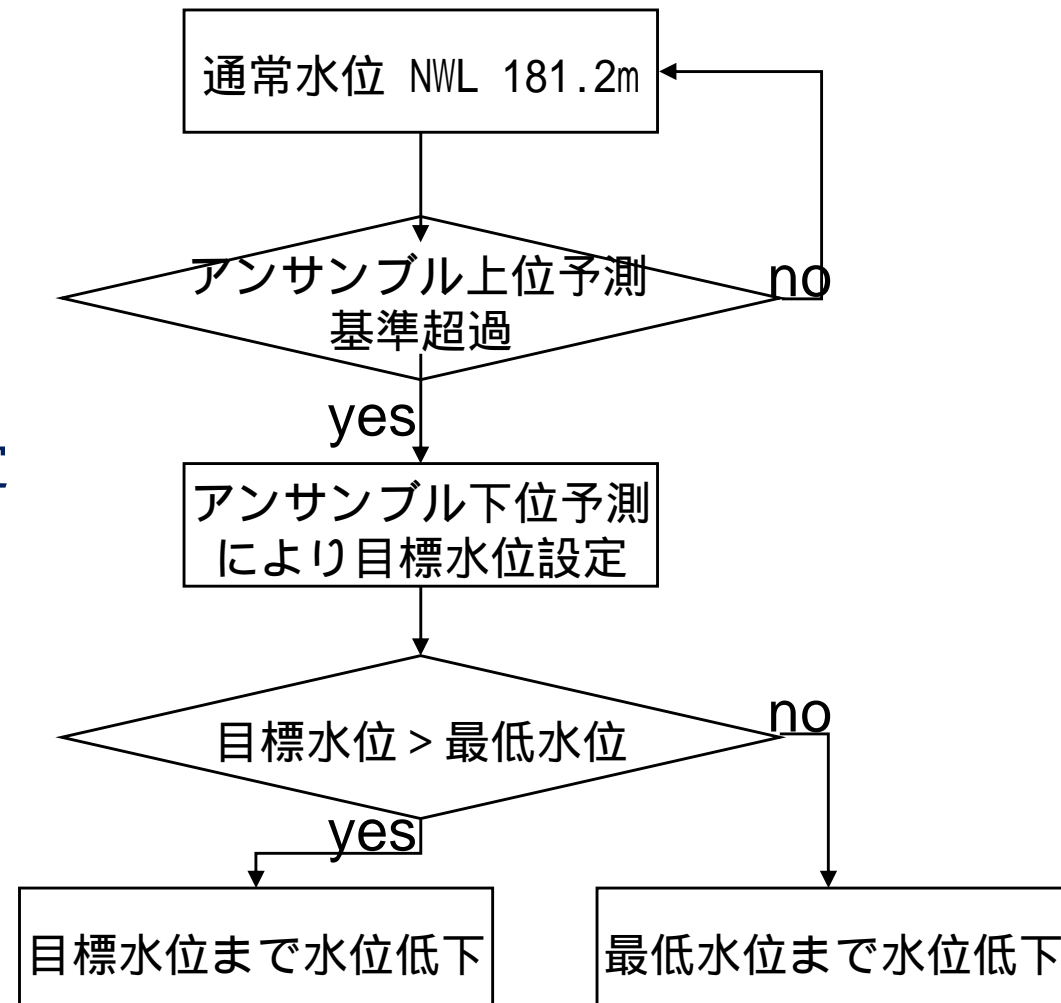 通常水位 NWL 181.2m
アンサンブル上位予測
基準超過
no
yes
アンサンブル下位予測
により目標水位設定
目標水位>最低水位
no
yes
目標水位まで水位低下
最低水位まで水位低下